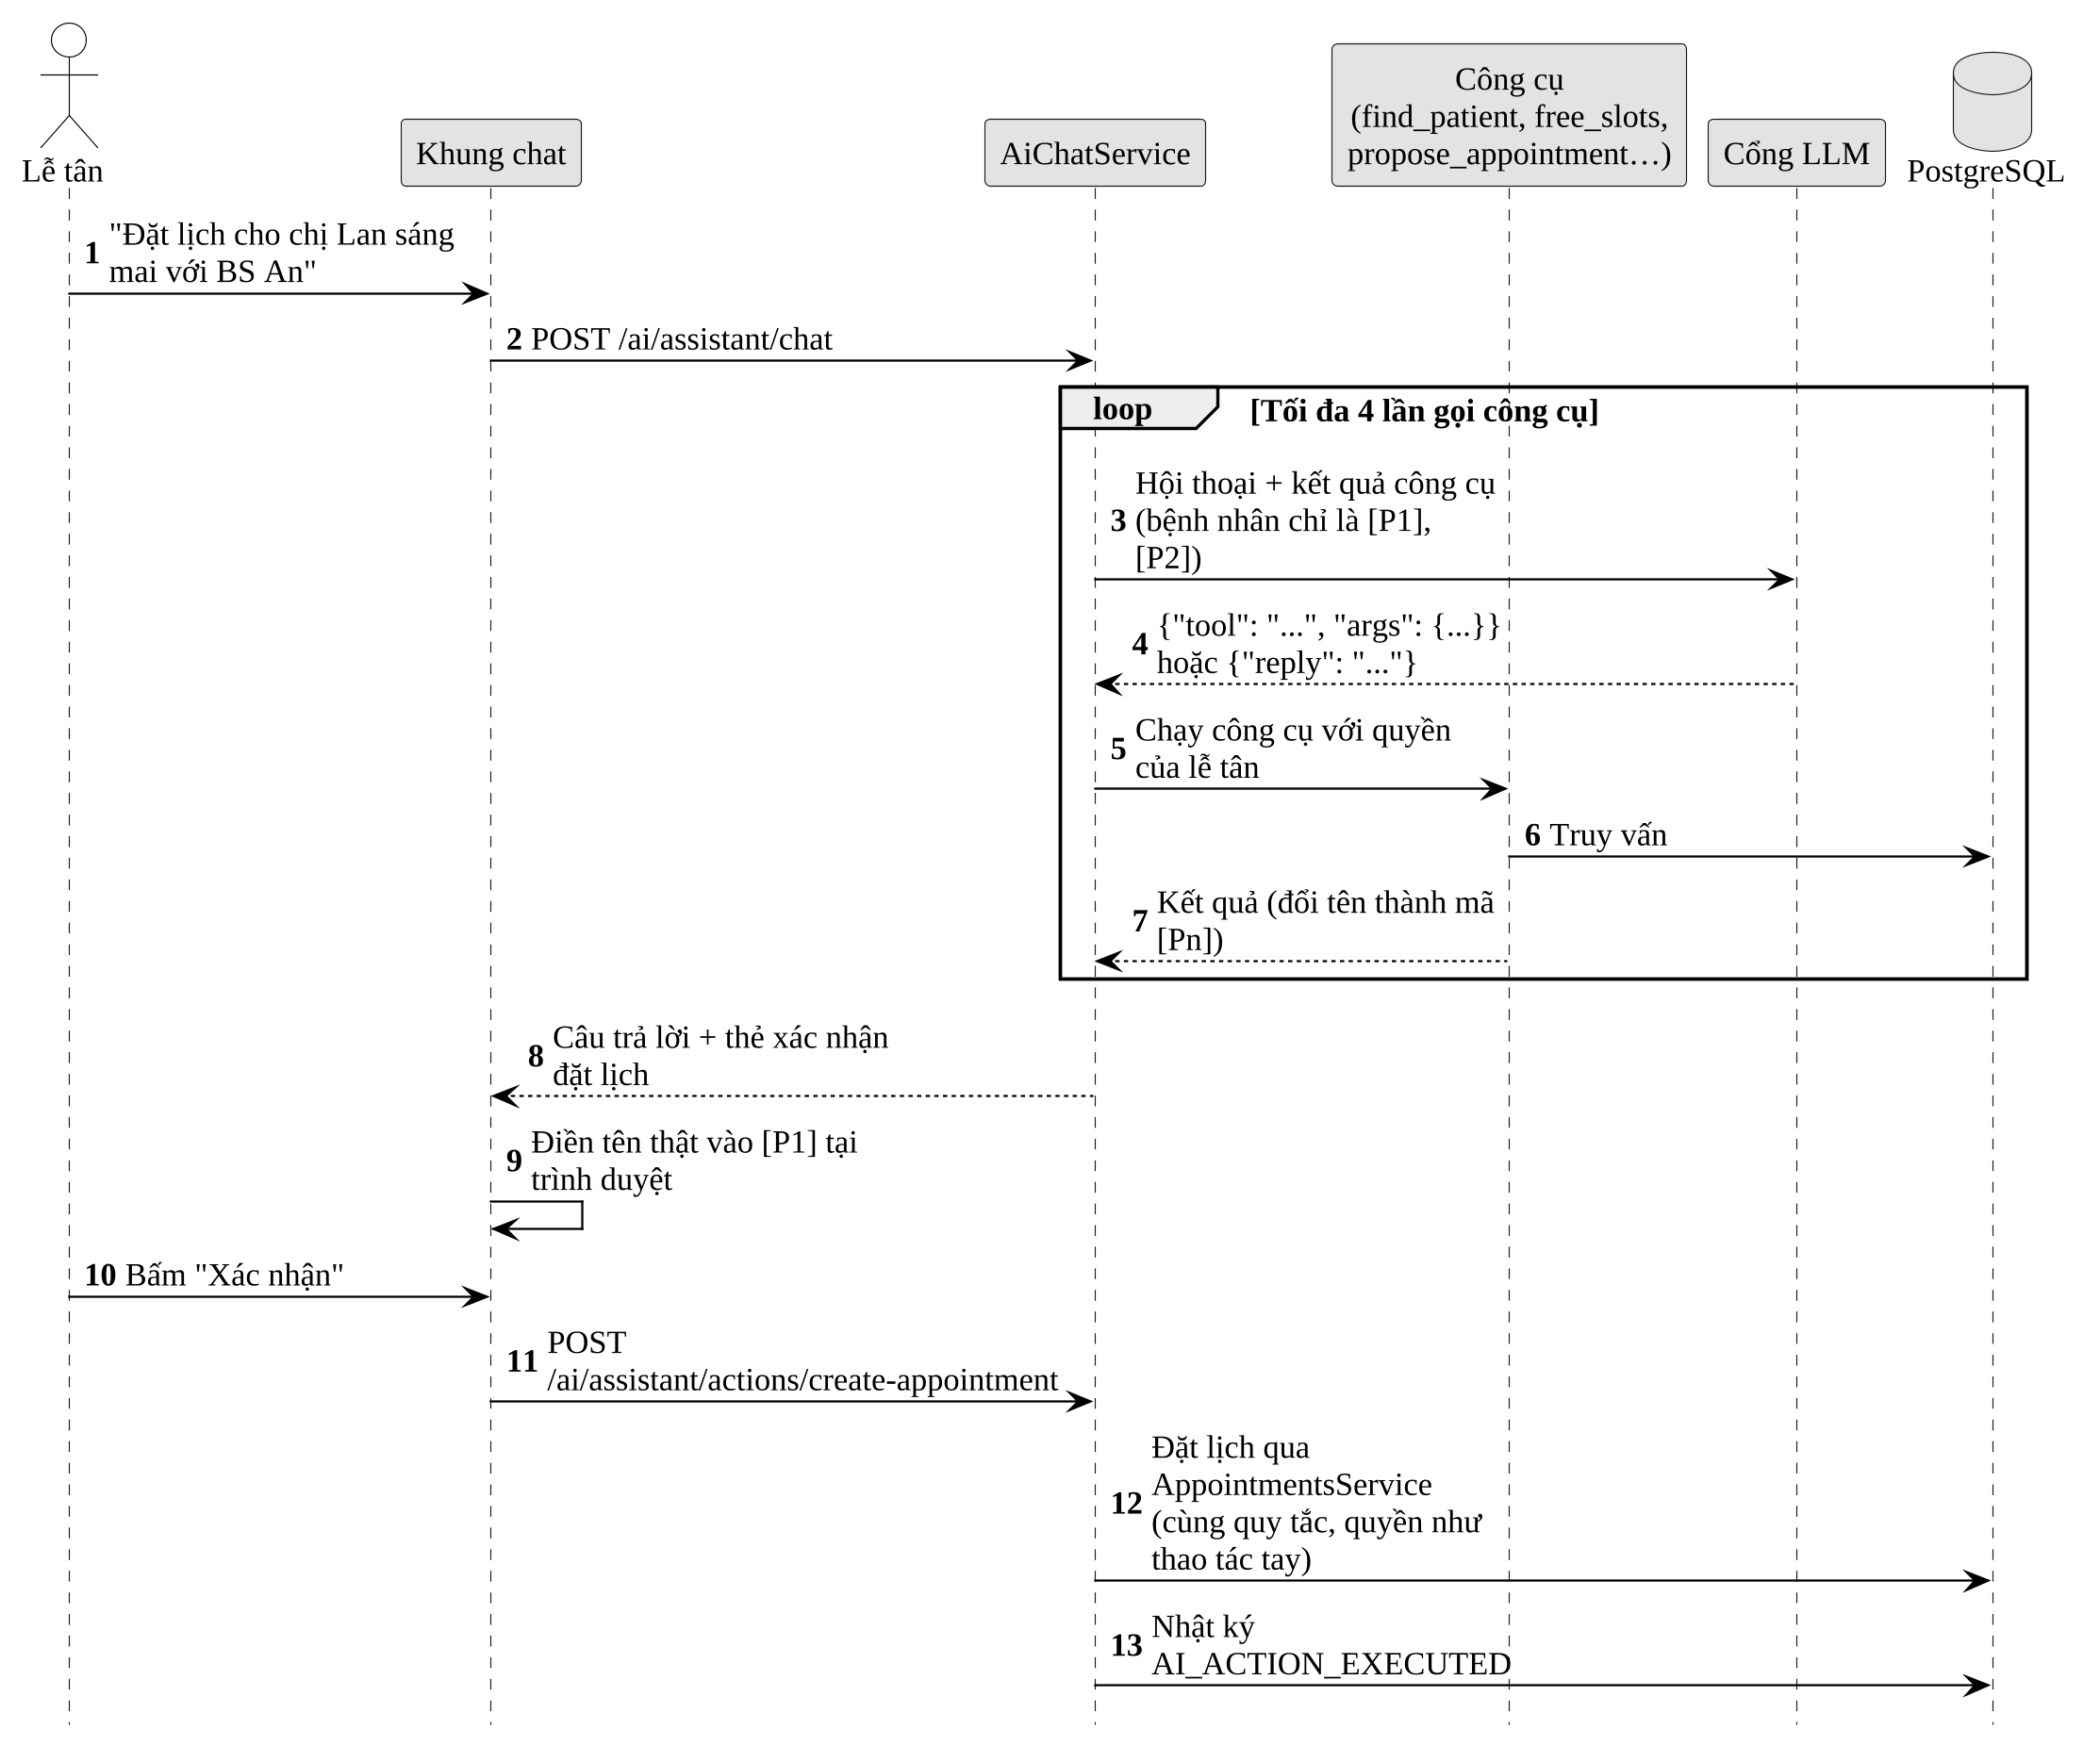 Lễ tân
Khung chat
AiChatService
Công cụ
(find_patient, free_slots,
propose_appointment…)
Cổng LLM
PostgreSQL
1 "Đặt lịch cho chị Lan sáng
mai với BS An"
2 POST /ai/assistant/chat
loop [Tối đa 4 lần gọi công cụ]
3 Hội thoại + kết quả công cụ
(bệnh nhân chỉ là [P1],
[P2])
4 {"tool": "...", "args": {...}}
hoặc {"reply": "..."}
5 Chạy công cụ với quyền
của lễ tân
6 Truy vấn
7 Kết quả (đổi tên thành mã
[Pn])
8 Câu trả lời + thẻ xác nhận
đặt lịch
9 Điền tên thật vào [P1] tại
trình duyệt
10 Bấm "Xác nhận"
11 POST
/ai/assistant/actions/create-appointment
12 Đặt lịch qua
AppointmentsService
(cùng quy tắc, quyền như
thao tác tay)
13 Nhật ký
AI_ACTION_EXECUTED